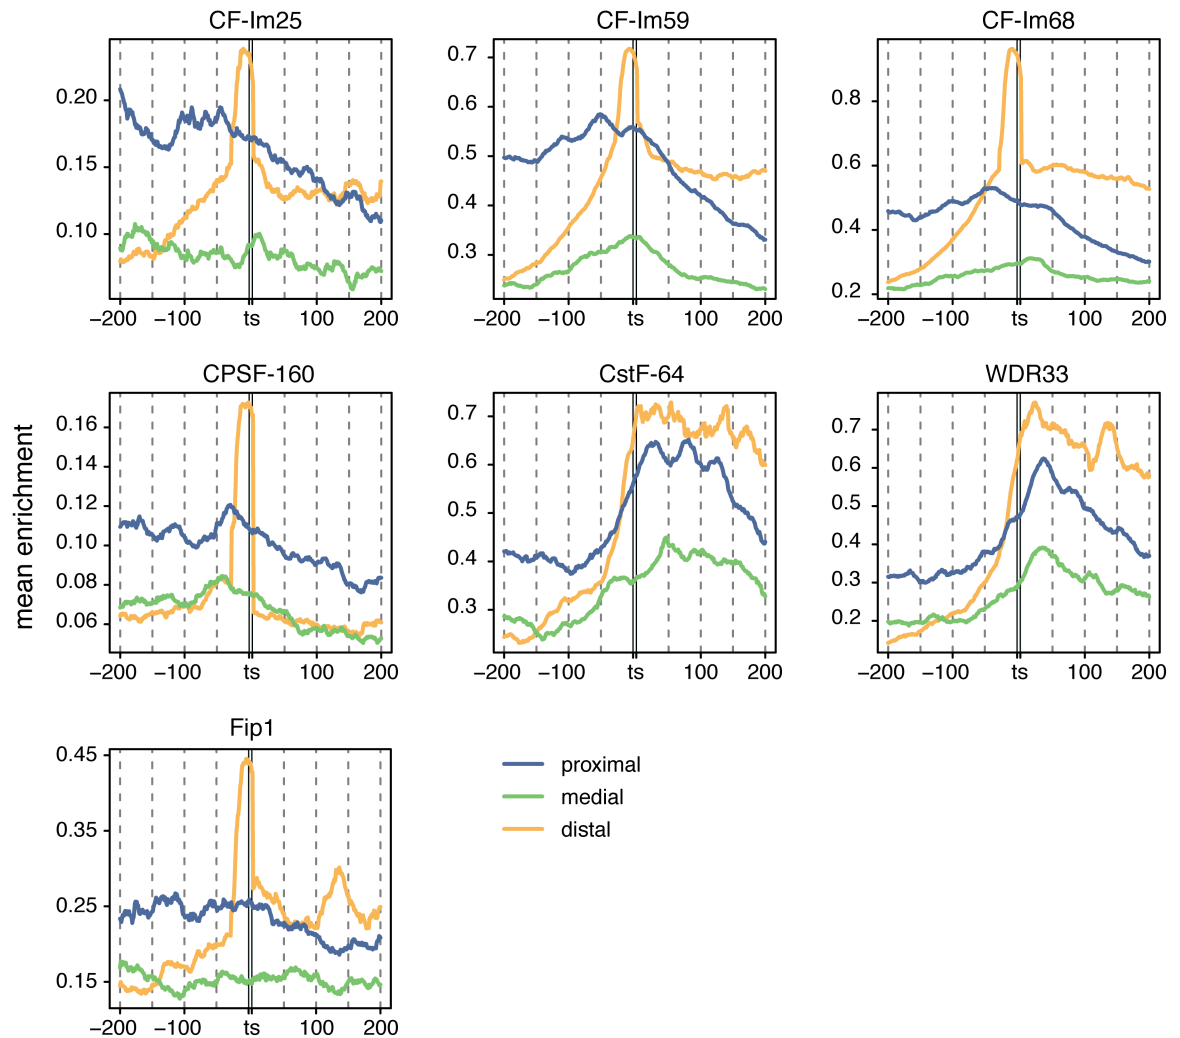 CF-Im25
CF-Im59
CF-Im68
0.20
0.15
0.10
−200 −100 ts 100 200
0.7
0.6
0.5
0.4
0.3
−200 −100 ts 100 200
0.8
0.6
0.4
0.2
−200 −100 ts 100 200
mean enrichment
CPSF-160
CstF-64
WDR33
0.16
0.14
0.12
0.10
0.08
0.06
−200 −100 ts 100 200
0.7
0.6
0.5
0.4
0.3
−200 −100 ts 100 200
0.7
0.6
0.5
0.4
0.3
0.2
−200 −100 ts 100 200
Fip1
0.45
0.35
0.25
0.15
−200 −100 ts 100 200
proximal
medial
distal